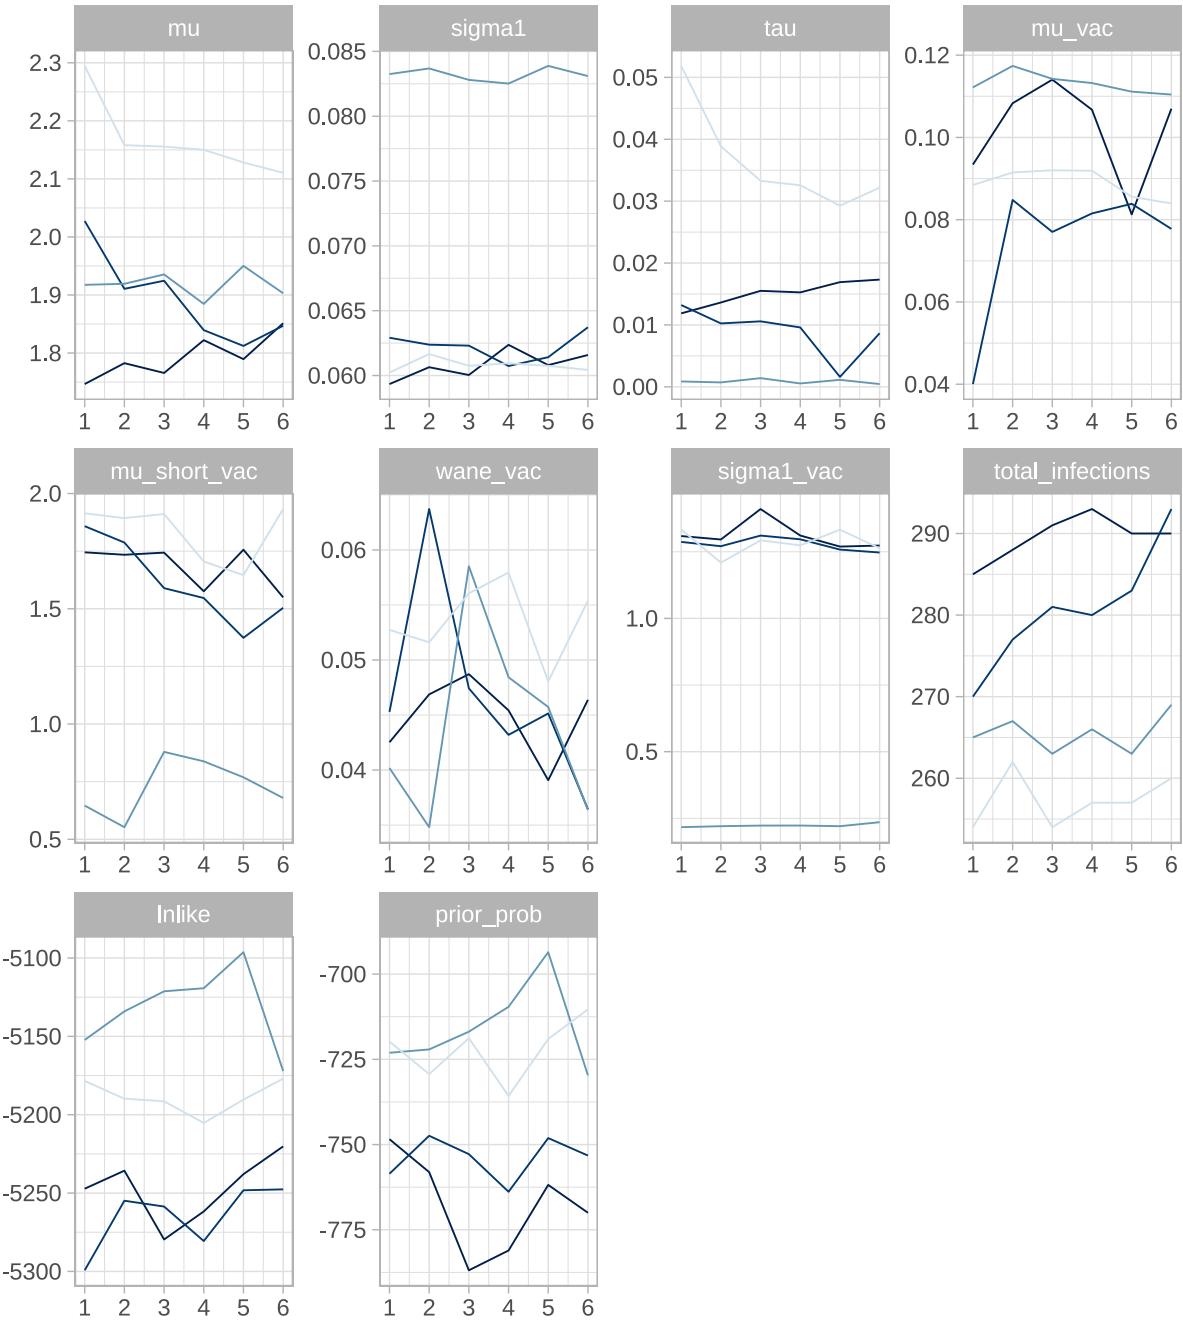 mu
2.3
2.2
2.1
2.0
1.9
1.8
1 2 3 4 5 6
sigma1
0.085
0.080
0.075
0.070
0.065
0.060
1 2 3 4 5 6
tau
0.05
0.04
0.03
0.02
0.01
0.00
1 2 3 4 5 6
mu_vac
0.12
0.10
0.08
0.06
0.04
1 2 3 4 5 6
mu_short_vac
2.0
1.5
1.0
0.5
1 2 3 4 5 6
wane_vac
0.06
0.05
0.04
1 2 3 4 5 6
sigma1_vac
1.0
0.5
1 2 3 4 5 6
total_infections
290
280
270
260
1 2 3 4 5 6
lnlike
-5100
-5150
-5200
-5250
-5300
1 2 3 4 5 6
prior_prob
-700
-725
-750
-775
1 2 3 4 5 6